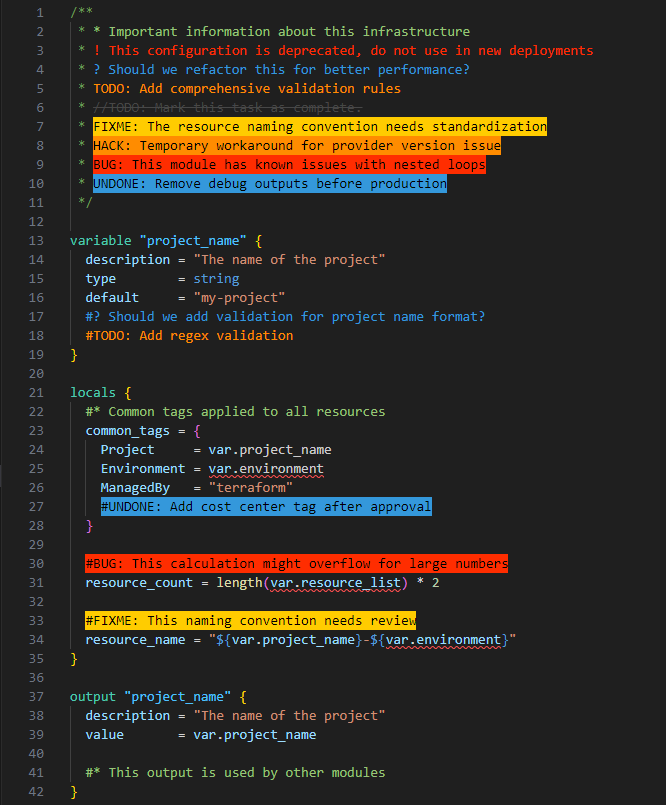 1 /**
2  * * Important information about this infrastructure
3  * ! This configuration is deprecated, do not use in new deployments
4  * ? Should we refactor this for better performance?
5  * TODO: Add comprehensive validation rules
6  * //TODO: Mark this task as complete.
7  * FIXME: The resource naming convention needs standardization
8  * HACK: Temporary workaround for provider version issue
9  * BUG: This module has known issues with nested loops
10  * UNDONE: Remove debug outputs before production
11  */
12
13 variable "project_name" {
14   description = "The name of the project"
15   type        = string
16   default     = "my-project"
17   #? Should we add validation for project name format?
18   #TODO: Add regex validation
19 }
20
21 locals {
22   #* Common tags applied to all resources
23   common_tags = {
24     Project     = var.project_name
25     Environment = var.environment
26     ManagedBy   = "terraform"
27     #UNDONE: Add cost center tag after approval
28   }
29
30   #BUG: This calculation might overflow for large numbers
31   resource_count = length(var.resource_list) * 2
32
33   #FIXME: This naming convention needs review
34   resource_name = "${var.project_name}-${var.environment}"
35 }
36
37 output "project_name" {
38   description = "The name of the project"
39   value       = var.project_name
40
41   #* This output is used by other modules
42 }